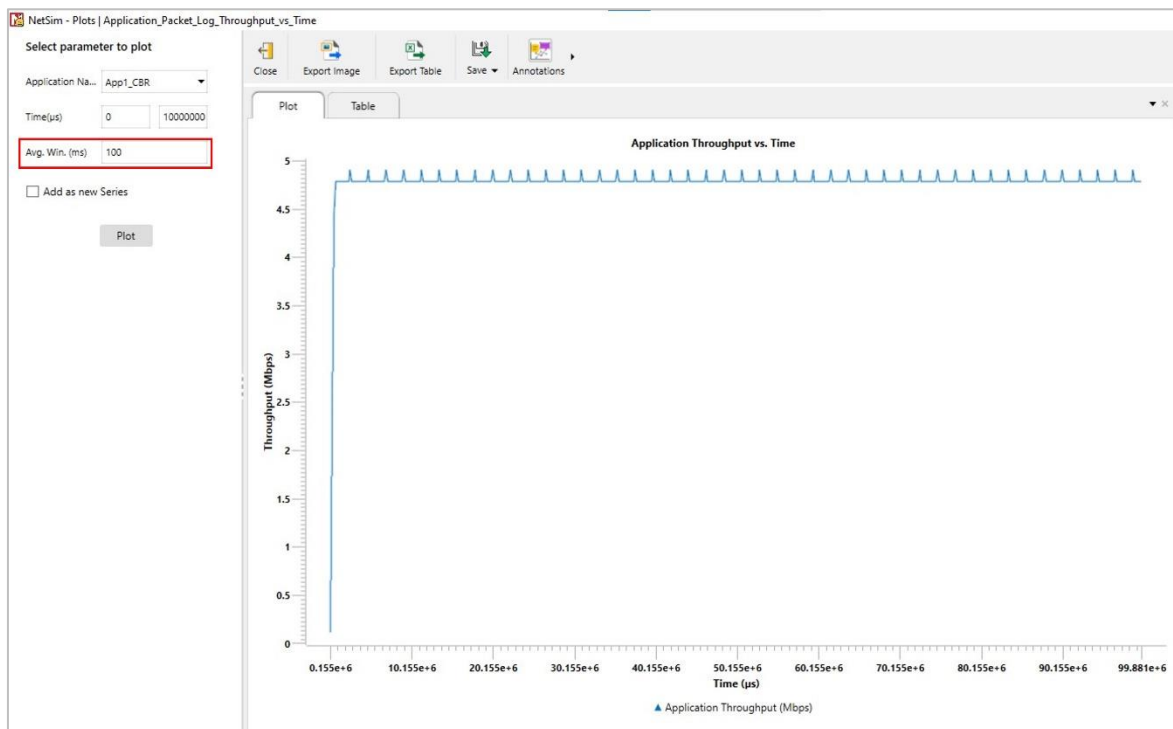 NetSim - Plots | Application_Packet_Log_Throughput_vs_Time
Select parameter to plot
Application Na... App1_CBR
Time(µs) 0 10000000
Avg. Win. (ms) 100
Add as new Series
Plot
Close Export Image Export Table Save Annotations
Plot Table
Application Throughput vs. Time
Throughput (Mbps)
5
4.5
4
3.5
3
2.5
2
1.5
1
0.5
0
0.155e+6 10.155e+6 20.155e+6 30.155e+6 40.155e+6 50.155e+6 60.155e+6 70.155e+6 80.155e+6 90.155e+6 99.881e+6
Time (µs)
Application Throughput (Mbps)